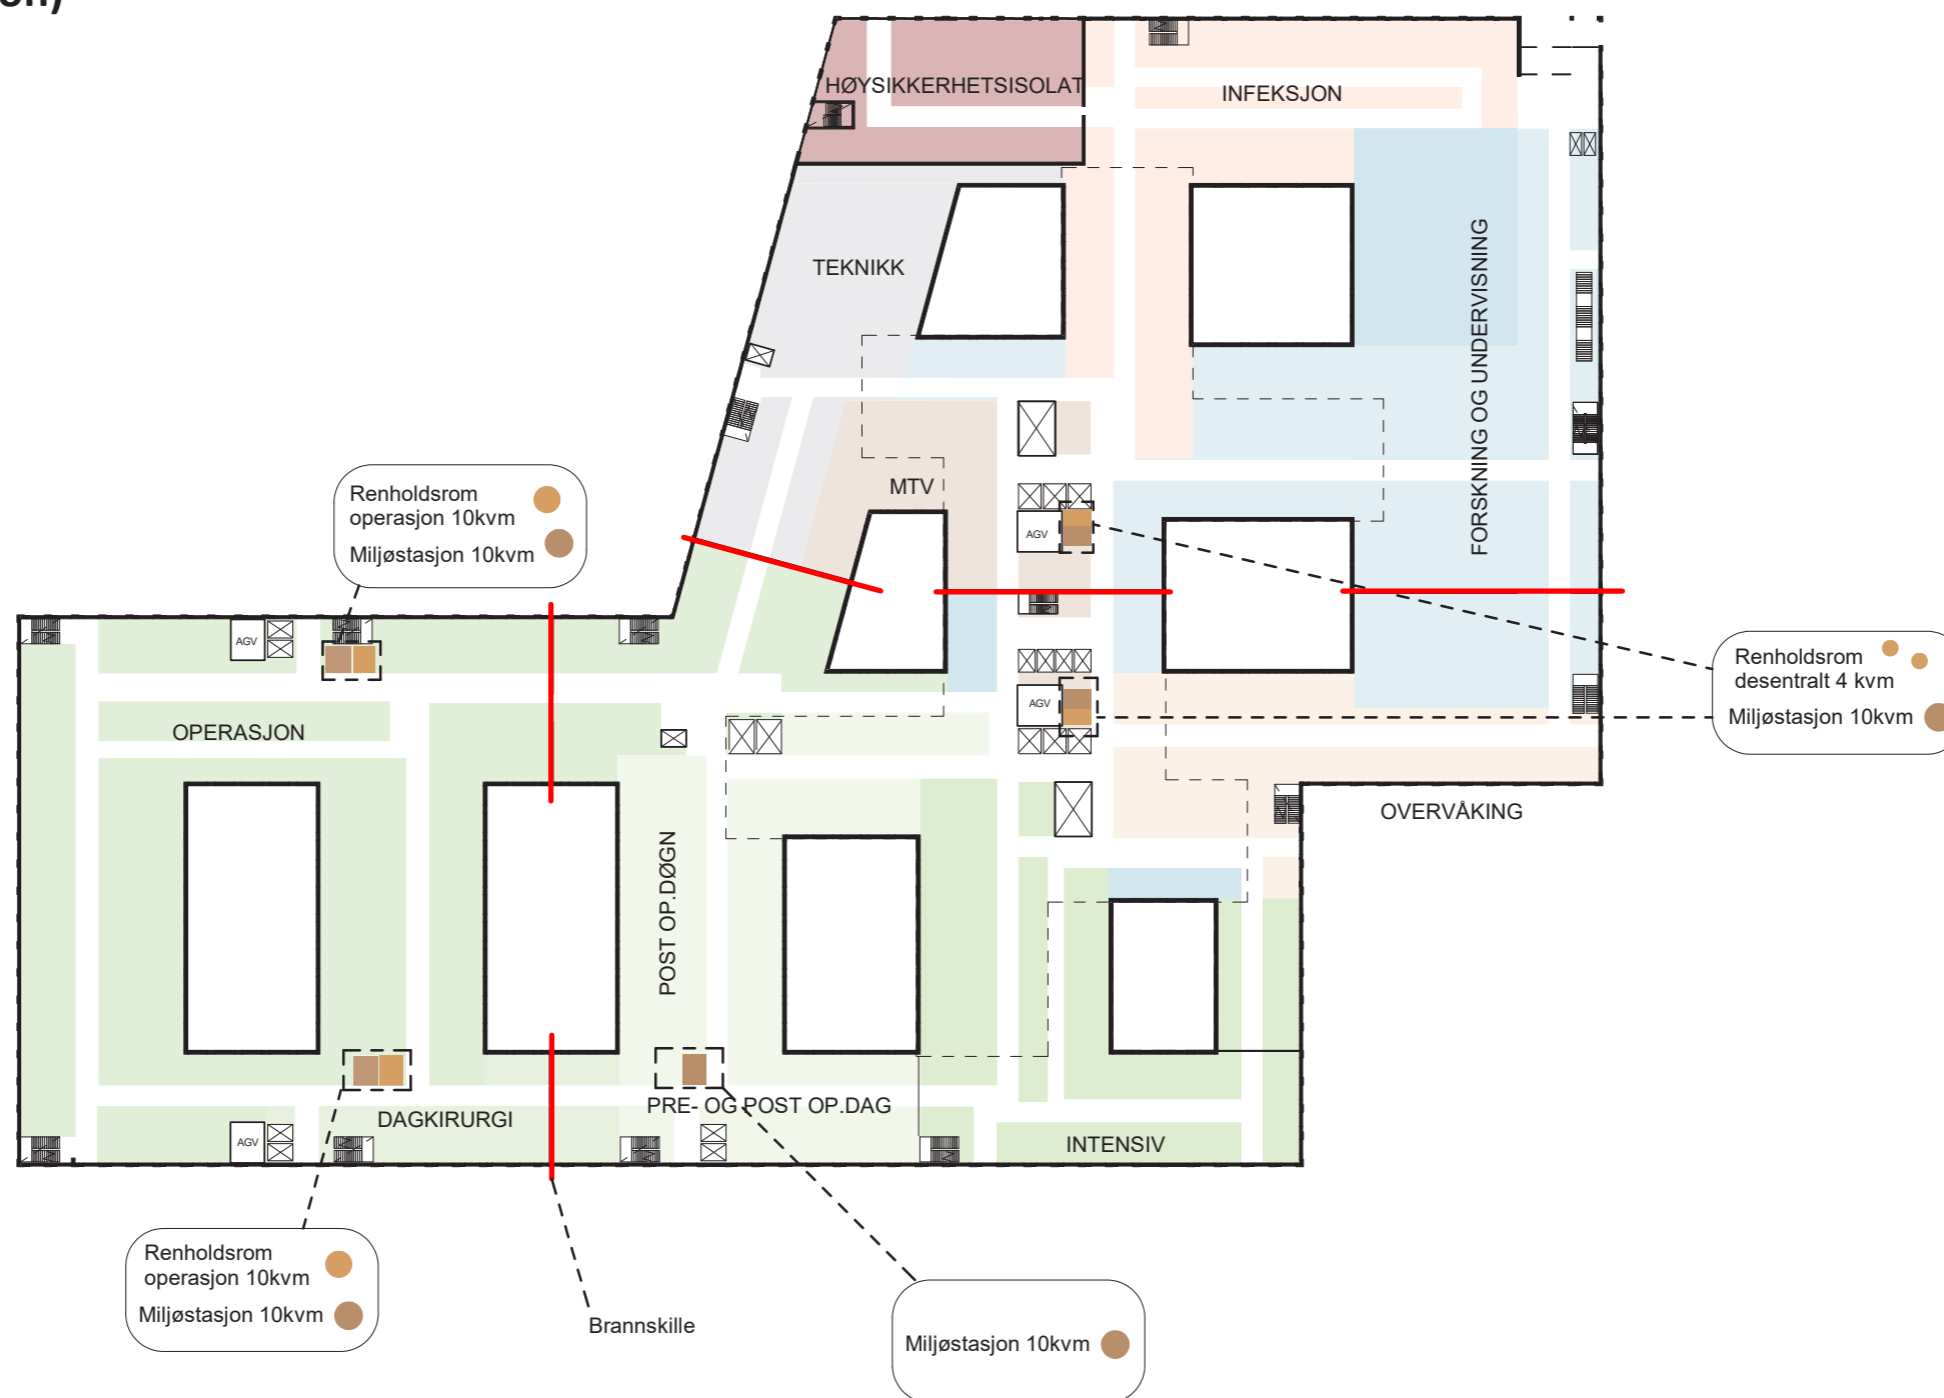 HØYSIKKERHETSISOLAT
INFEKSJON
TEKNIKK
FORSKNING OG UNDERVISNING
MTV
AGV
Renholdsrom
operasjon 10kvm
Miljøstasjon 10kvm
AGV
Renholdsrom
desentralt 4 kvm
Miljøstasjon 10kvm
AGV
OPERASJON
OVERVÅKING
POST OP.DØGN
PRE- OG POST OP.DAG
DAGKIRURGI
AGV
INTENSIV
Renholdsrom
operasjon 10kvm
Miljøstasjon 10kvm
Brannskille
Miljøstasjon 10kvm